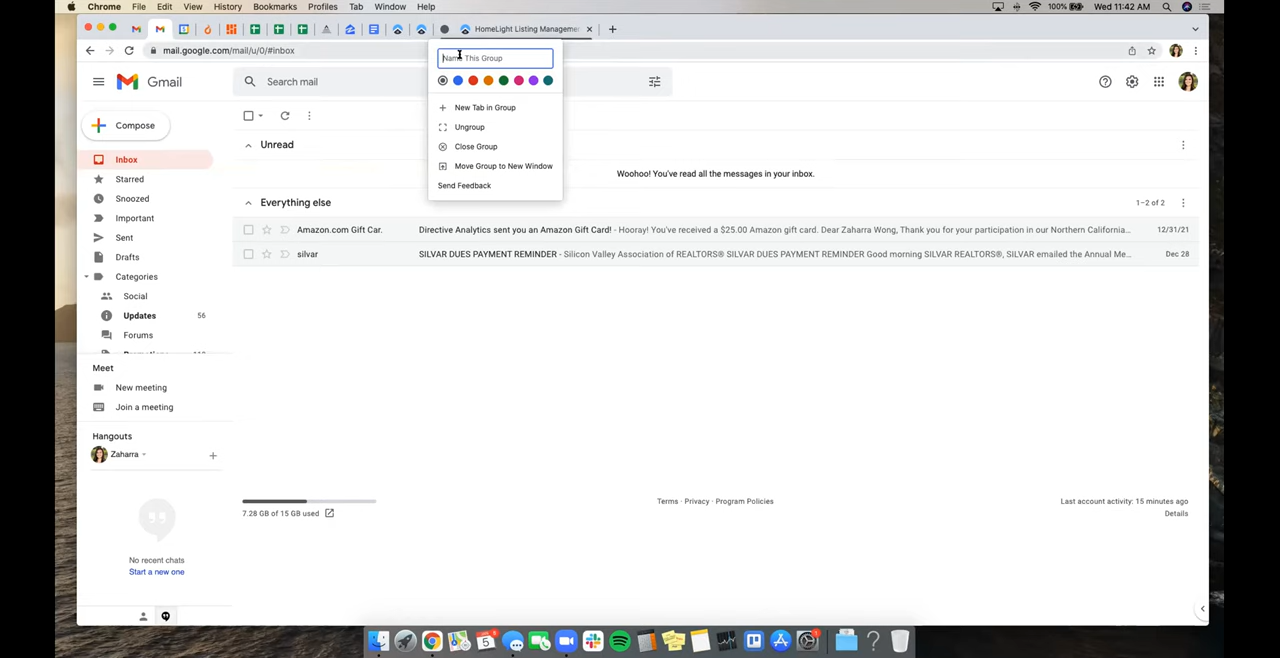 Chrome File Edit View History Bookmarks Profiles Tab Window Help 100% Wed 11:42 AM
HomeLight Listing Manageme
mail.google.com/mail/u/0/#inbox
Name This Group
Gmail
Search mail
New Tab in Group
Compose
Ungroup
Unread
Close Group
Inbox
Move Group to New Window
Woohoo! You've read all the messages in your inbox.
Starred
Send Feedback
Snoozed
Everything else 1–2 of 2
Important
Amazon.com Gift Car. Directive Analytics sent you an Amazon Gift Card! - Hooray! You've received a $25.00 Amazon gift card. Dear Zaharra Wong, Thank you for your participation in our Northern California... 12/31/21
Sent
silvar SILVAR DUES PAYMENT REMINDER - Silicon Valley Association of REALTORS® SILVAR DUES PAYMENT REMINDER Good morning SILVAR REALTORS®, SILVAR emailed the Annual Me... Dec 28
Drafts
Categories
Social
Updates 56
Forums
Meet
New meeting
Join a meeting
Hangouts
Zaharra
Terms · Privacy · Program Policies
Last account activity: 15 minutes ago
7.28 GB of 15 GB used
Details
No recent chats
Start a new one